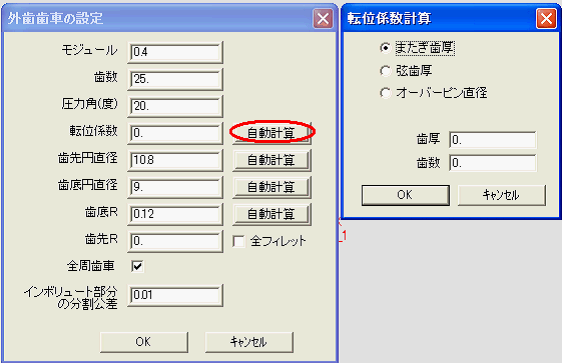 外歯歯車の設定
モジュール 0.4
歯数 25.
圧力角(度) 20.
転位係数 0. 自動計算
歯先円直径 10.8 自動計算
歯底円直径 9. 自動計算
歯底R 0.12 自動計算
歯先R 0. 全フィレット
全周歯車
インボリュート部分
の分割公差 0.01
OK キャンセル
転位係数計算
またぎ歯厚
弦歯厚
オーバーピン直径
歯厚 0.
歯数 0.
OK キャンセル
1